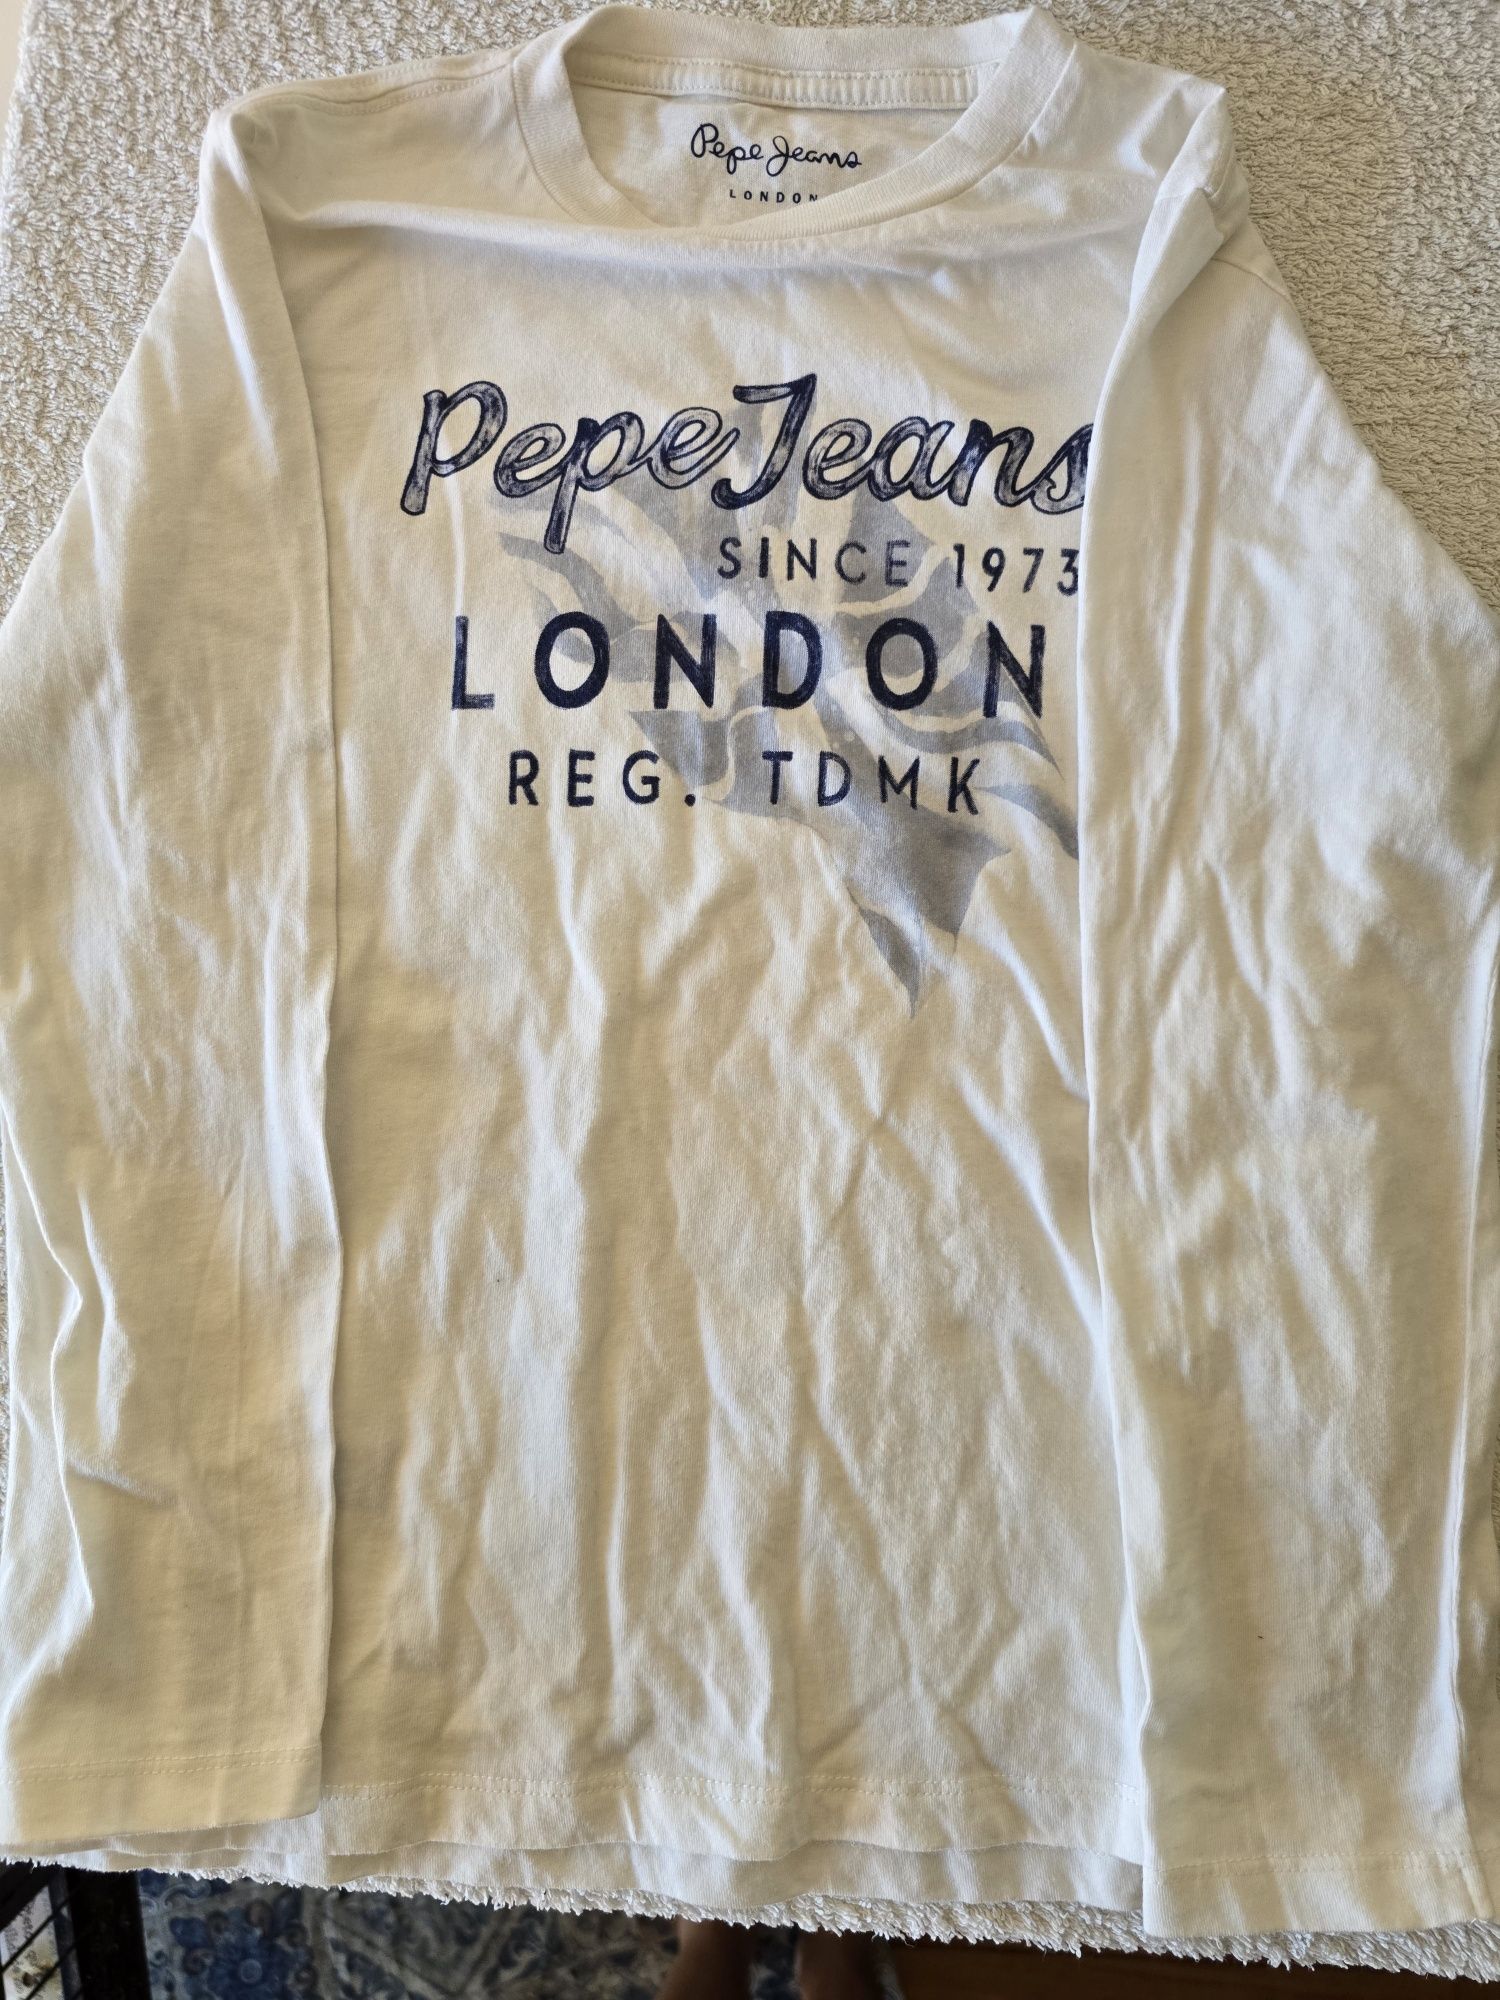 Pepe Jeans
LONDON
Pepe Jeans
SINCE 1973
LONDON
REG. TDMK